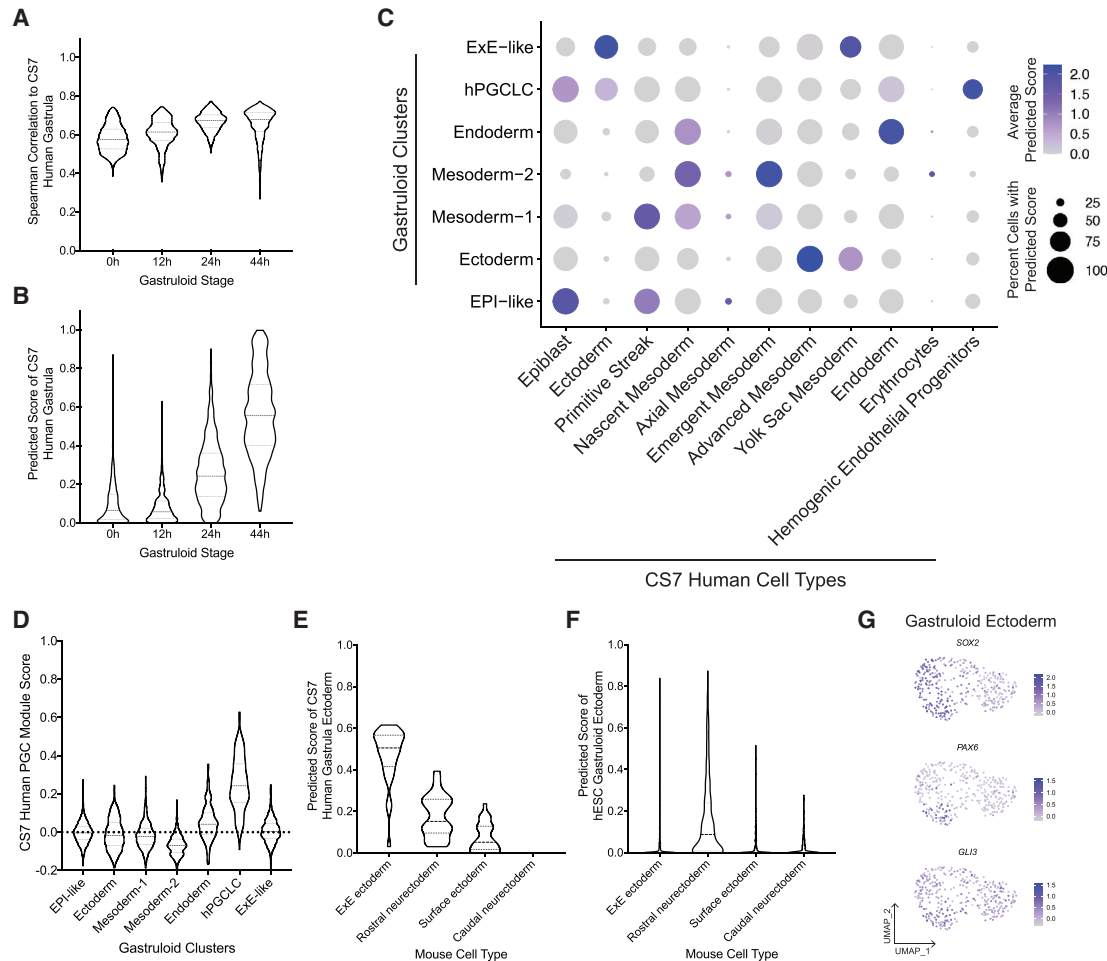 A
Spearman Correlation to CS7
Human Gastrula
1.0
0.8
0.6
0.4
0.2
0.0
0h
12h
24h
44h
Gastruloid Stage
B
Predicted Score of CS7
Human Gastrula
1.0
0.8
0.6
0.4
0.2
0.0
0h
12h
24h
44h
Gastruloid Stage
C
Gastruloid Clusters
ExE-like
hPGCLC
Endoderm
Mesoderm-2
Mesoderm-1
Ectoderm
EPI-like
Epiblast
Ectoderm
Primitive Streak
Nascent Mesoderm
Axial Mesoderm
Emergent Mesoderm
Advanced Mesoderm
Yolk Sac Mesoderm
Endoderm
Erythrocytes
Hemogenic Endothelial Progenitors
CS7 Human Cell Types
Average
Predicted Score
2.0
1.5
1.0
0.5
0.0
Percent Cells with
Predicted Score
25
50
75
100
D
CS7 Human PGC Module Score
1.0
0.8
0.6
0.4
0.2
0.0
-0.2
EPI-like
Ectoderm
Mesoderm-1
Mesoderm-2
Endoderm
hPGCLC
ExE-like
Gastruloid Clusters
E
Predicted Score of CS7
Human Gastrula Ectoderm
1.0
0.8
0.6
0.4
0.2
0.0
ExE ectoderm
Rostral neurectoderm
Surface ectoderm
Caudal neurectoderm
Mouse Cell Type
F
Predicted Score of
hESC Gastruloid Ectoderm
1.0
0.8
0.6
0.4
0.2
0.0
ExE ectoderm
Rostral neurectoderm
Surface ectoderm
Caudal neurectoderm
Mouse Cell Type
G
Gastruloid Ectoderm
SOX2
2.0
1.5
1.0
0.5
0.0
PAX6
1.5
1.0
0.5
0.0
GLI3
1.5
1.0
0.5
0.0
UMAP_2
UMAP_1